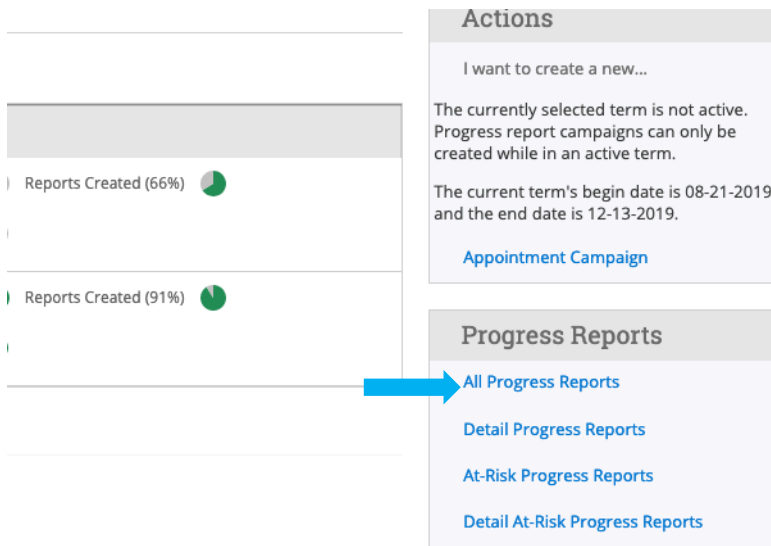 Actions
I want to create a new...
The currently selected term is not active.
Progress report campaigns can only be
created while in an active term.
Reports Created (66%)
The current term's begin date is 08-21-2019
and the end date is 12-13-2019.
Appointment Campaign
Reports Created (91%)
Progress Reports
All Progress Reports
Detail Progress Reports
At-Risk Progress Reports
Detail At-Risk Progress Reports